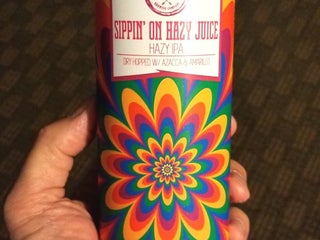 SIPPIN' ON HAZY JUICE
HAZY IPA
DRY HOPPED W/ AZACCA & AMARILLO